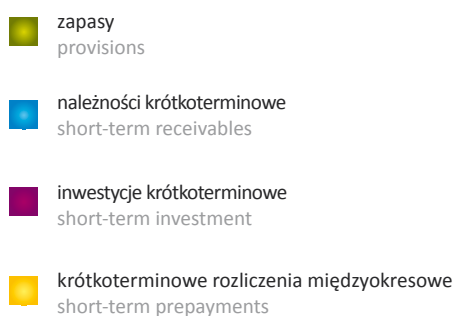 zapasy
provisions
należności krótkoterminowe
short-term receivables
inwestycje krótkoterminowe
short-term investment
krótkoterminowe rozliczenia międzyokresowe
short-term prepayments